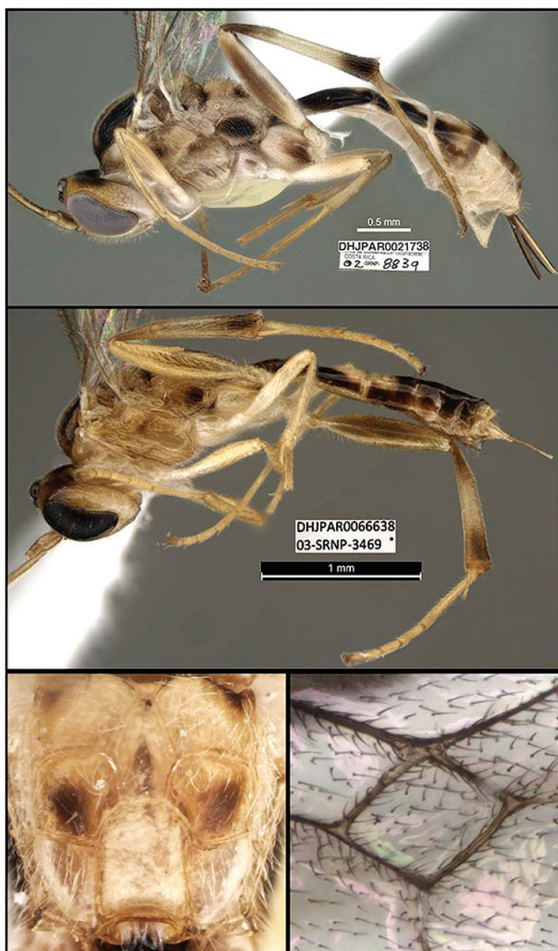 0.5 mm
DHJPAR0021738
COSTA RICA
02-SRNP-8839
DHJPAR0066638
03-SRNP-3469
1 mm